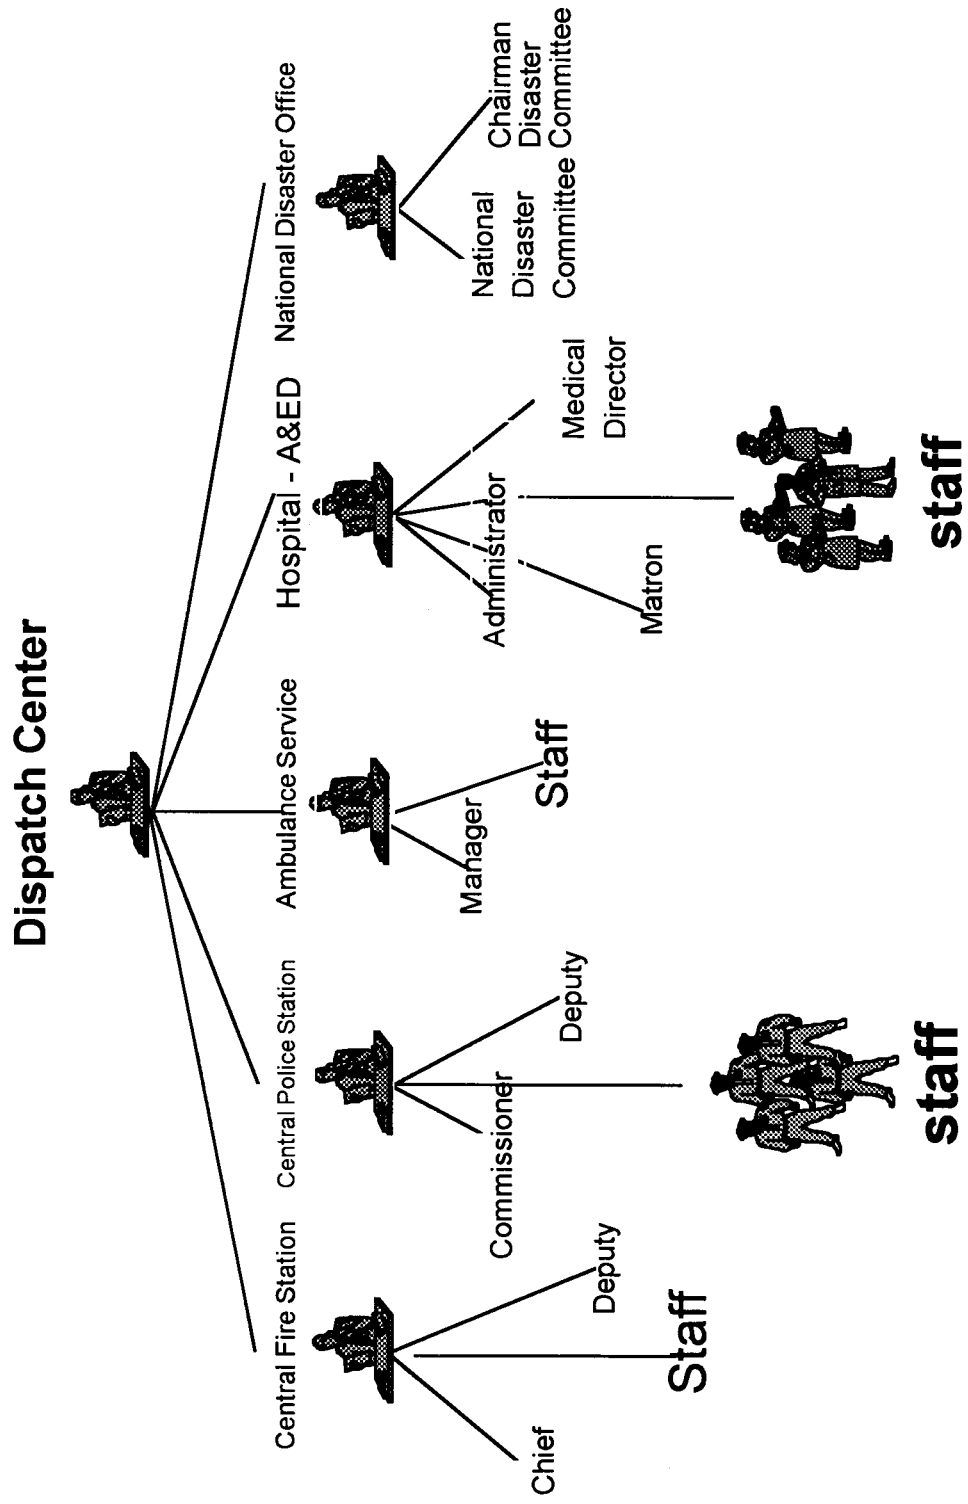 Dispatch Center
Central Fire Station
Central Police Station
Ambulance Service
Hospital - A&ED
National Disaster Office
Chief
Staff
Deputy
Commissioner
Deputy
staff
Manager
Staff
Administrator
Matron
Medical
Director
staff
National
Disaster
Committee
Chairman
Disaster
Committee